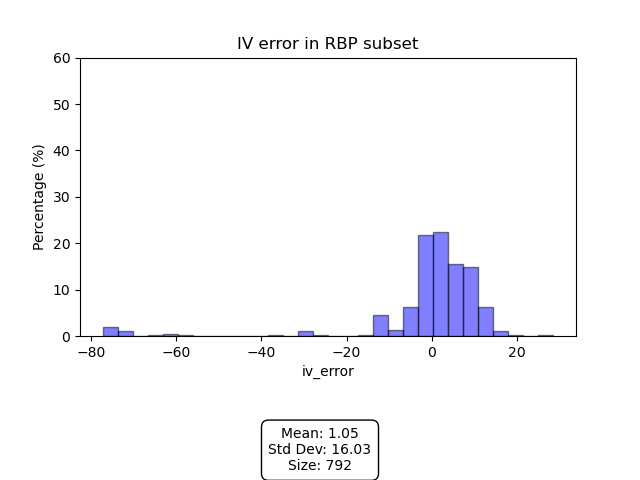 IV error in RBP subset
Percentage (%)
60
50
40
30
20
10
0
−80 −60 −40 −20 0 20
iv_error
Mean: 1.05
Std Dev: 16.03
Size: 792